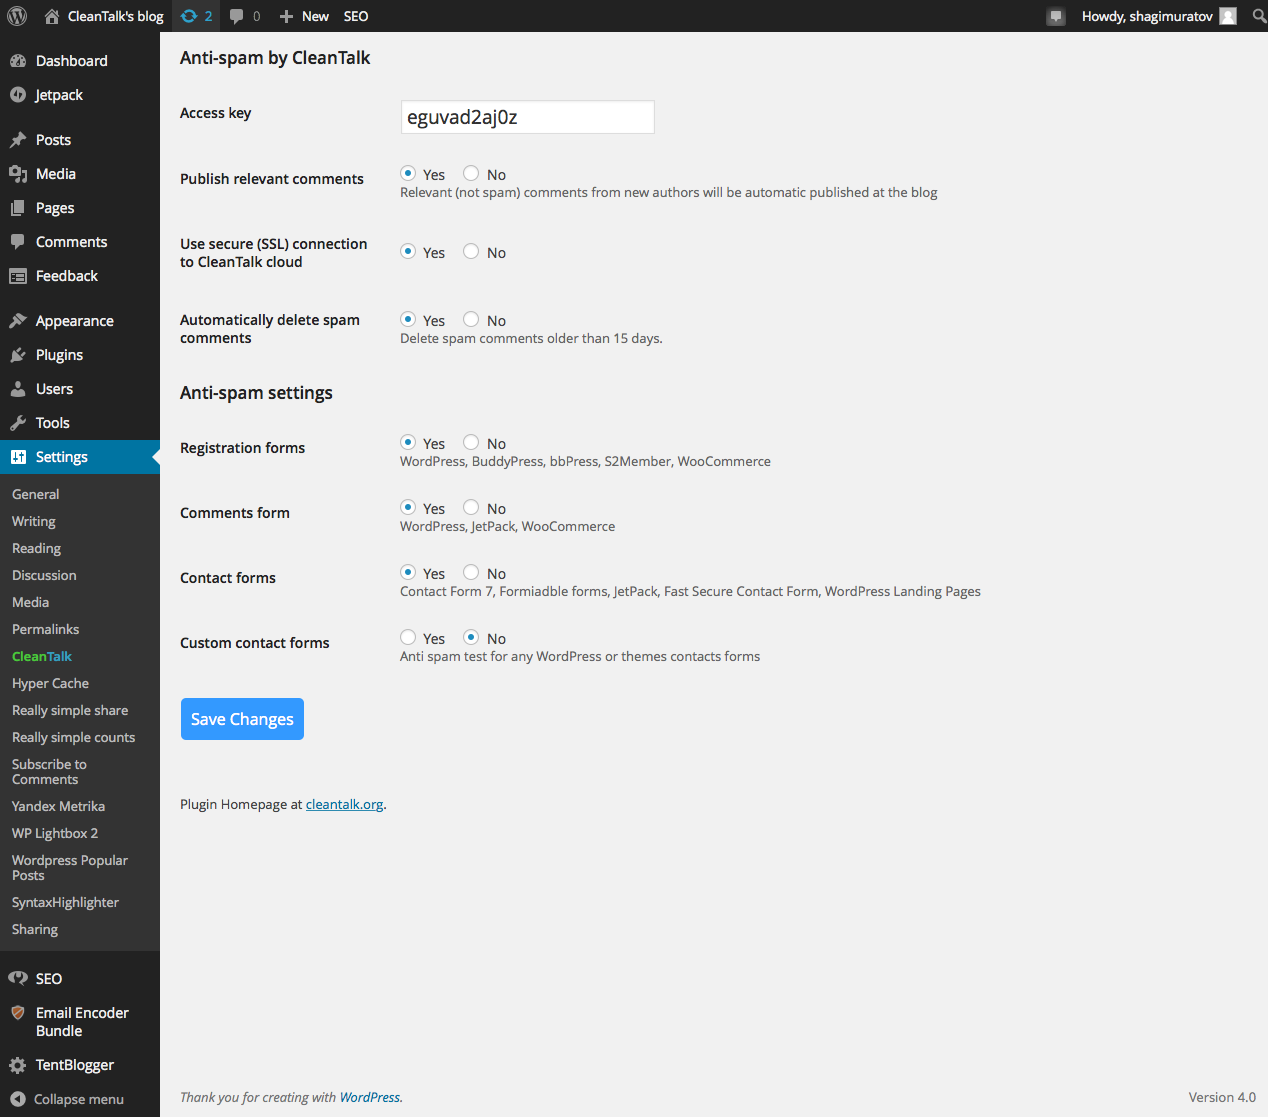 CleanTalk's blog 2 0 New SEO Howdy, shagimuratov
Dashboard
Jetpack
Posts
Media
Pages
Comments
Feedback
Appearance
Plugins
Users
Tools
Settings
General
Writing
Reading
Discussion
Media
Permalinks
CleanTalk
Hyper Cache
Really simple share
Really simple counts
Subscribe to
Comments
Yandex Metrika
WP Lightbox 2
Wordpress Popular
Posts
SyntaxHighlighter
Sharing
SEO
Email Encoder
Bundle
TentBlogger
Collapse menu
Anti-spam by CleanTalk
Access key
eguvad2aj0z
Publish relevant comments
Yes No
Relevant (not spam) comments from new authors will be automatic published at the blog
Use secure (SSL) connection
to CleanTalk cloud
Yes No
Automatically delete spam
comments
Yes No
Delete spam comments older than 15 days.
Anti-spam settings
Registration forms
Yes No
WordPress, BuddyPress, bbPress, S2Member, WooCommerce
Comments form
Yes No
WordPress, JetPack, WooCommerce
Contact forms
Yes No
Contact Form 7, Formiadble forms, JetPack, Fast Secure Contact Form, WordPress Landing Pages
Custom contact forms
Yes No
Anti spam test for any WordPress or themes contacts forms
Save Changes
Plugin Homepage at cleantalk.org.
Thank you for creating with WordPress.
Version 4.0